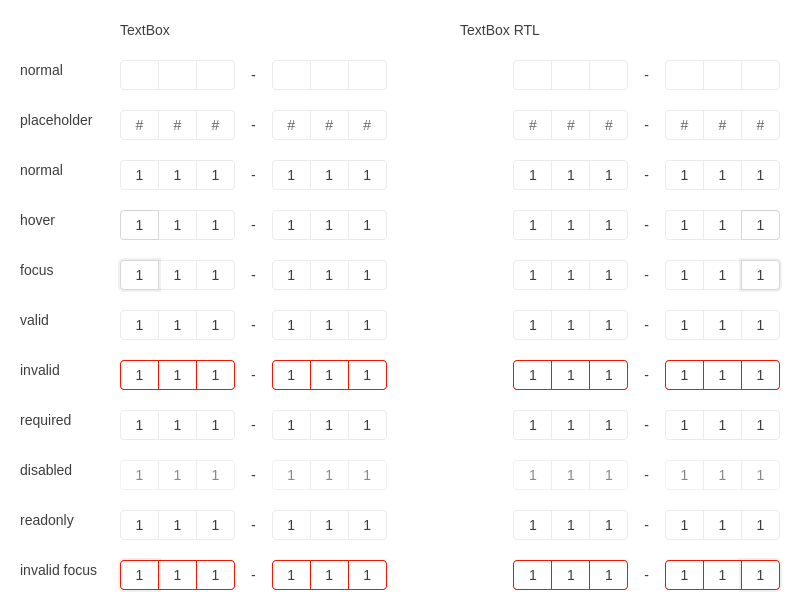 TextBox TextBox RTL
normal - -
placeholder # # # - # # # # # # - # # #
normal 1 1 1 - 1 1 1 1 1 1 - 1 1 1
hover 1 1 1 - 1 1 1 1 1 1 - 1 1 1
focus 1 1 1 - 1 1 1 1 1 1 - 1 1 1
valid 1 1 1 - 1 1 1 1 1 1 - 1 1 1
invalid 1 1 1 - 1 1 1 1 1 1 - 1 1 1
required 1 1 1 - 1 1 1 1 1 1 - 1 1 1
disabled 1 1 1 - 1 1 1 1 1 1 - 1 1 1
readonly 1 1 1 - 1 1 1 1 1 1 - 1 1 1
invalid focus 1 1 1 - 1 1 1 1 1 1 - 1 1 1